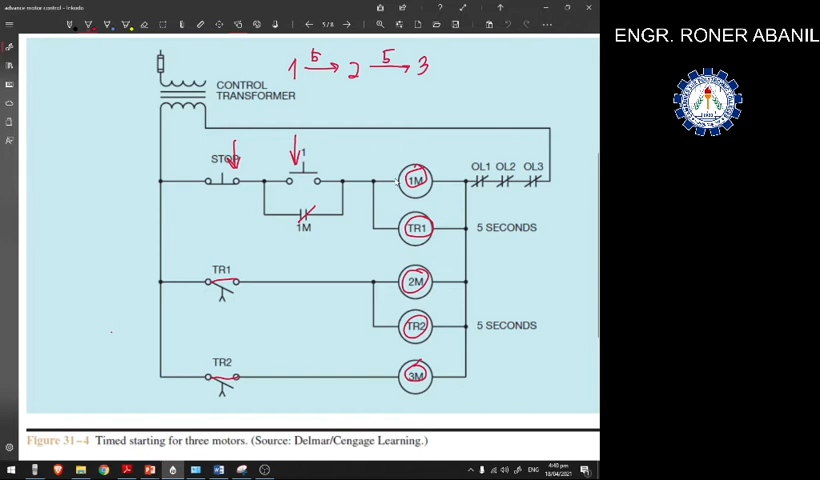 advance motor control - Inkodo
5 / 8
ENGR. RONER ABANIL
1 5 2 5 3
CONTROL
TRANSFORMER
STOP
1
1M
OL1 OL2 OL3
1M
TR1
5 SECONDS
TR1
2M
TR2
5 SECONDS
TR2
3M
Figure 31–4 Timed starting for three motors. (Source: Delmar/Cengage Learning.)
ENG
4:40 pm
18/04/2021